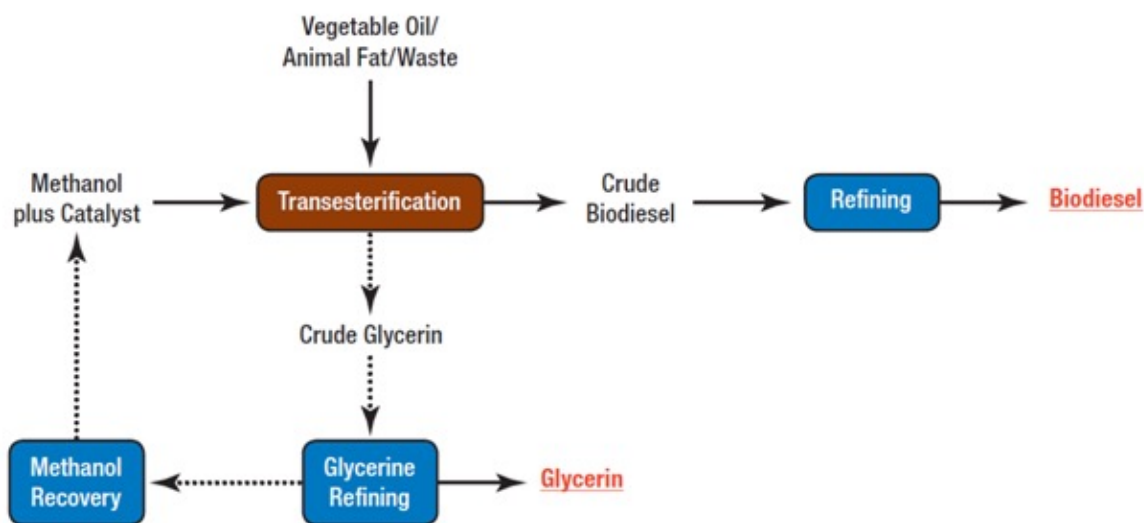 Vegetable Oil/
Animal Fat/Waste
Methanol
plus Catalyst
Transesterification
Crude
Biodiesel
Refining
Biodiesel
Crude Glycerin
Methanol
Recovery
Glycerine
Refining
Glycerin